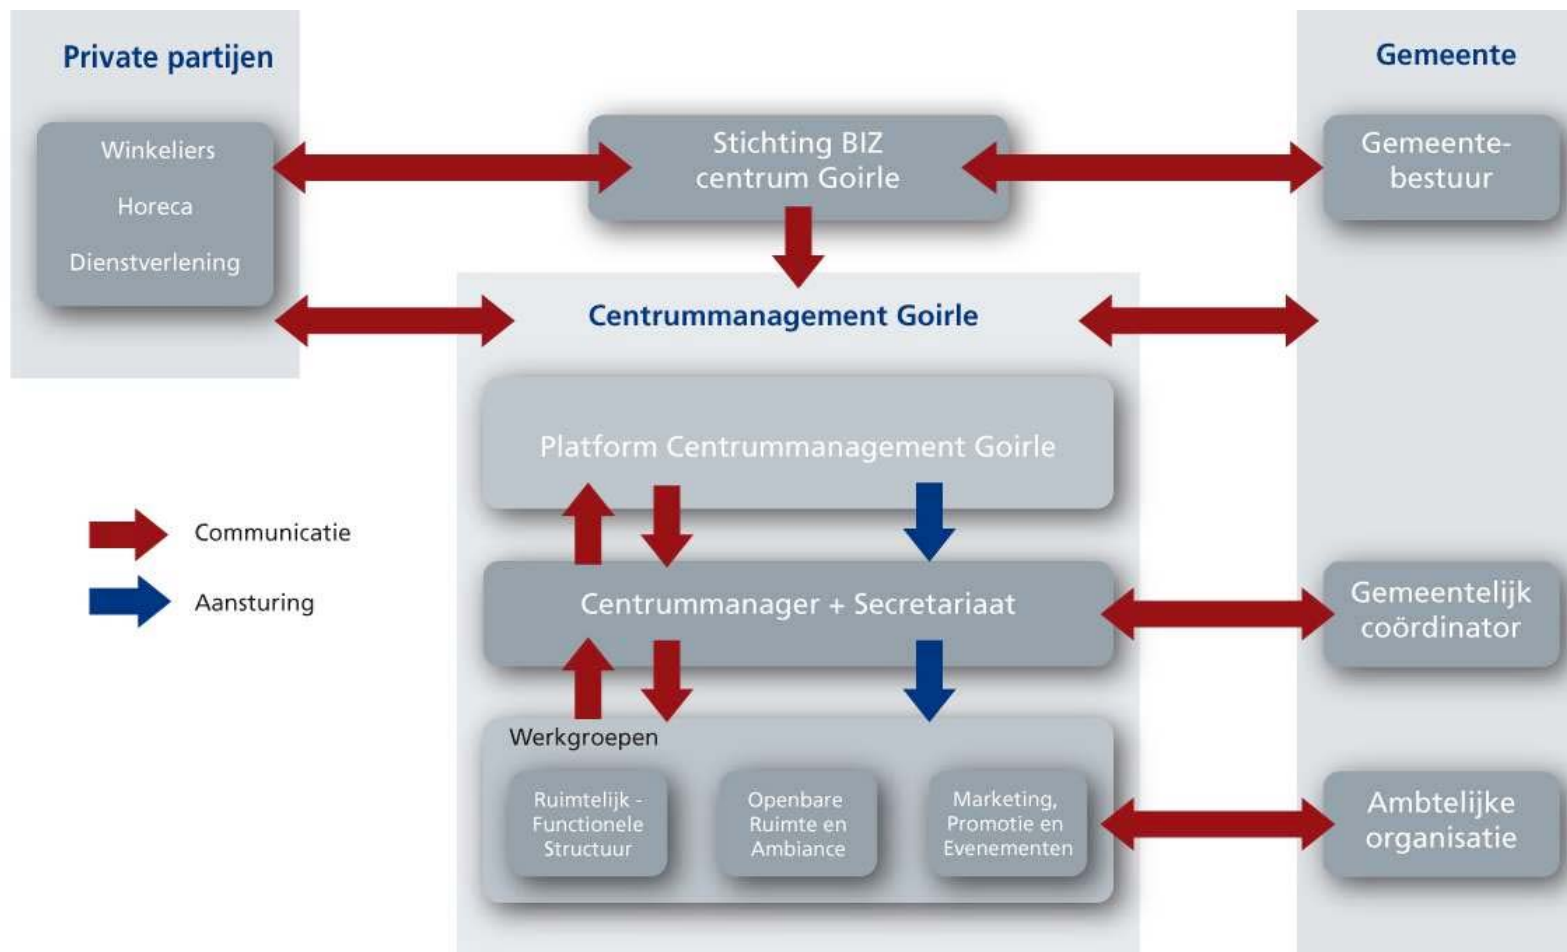 Private partijen
Gemeente
Winkeliers
Horeca
Dienstverlening
Stichting BIZ
centrum Goirle
Gemeente-
bestuur
Centrummanagement Goirle
Platform Centrummanagement Goirle
Communicatie
Aansturing
Centrummanager + Secretariaat
Gemeentelijk
coördinator
Werkgroepen
Ruimtelijk -
Functionele
Structuur
Openbare
Ruimte en
Ambiance
Marketing,
Promotie en
Evenementen
Ambtelijke
organisatie